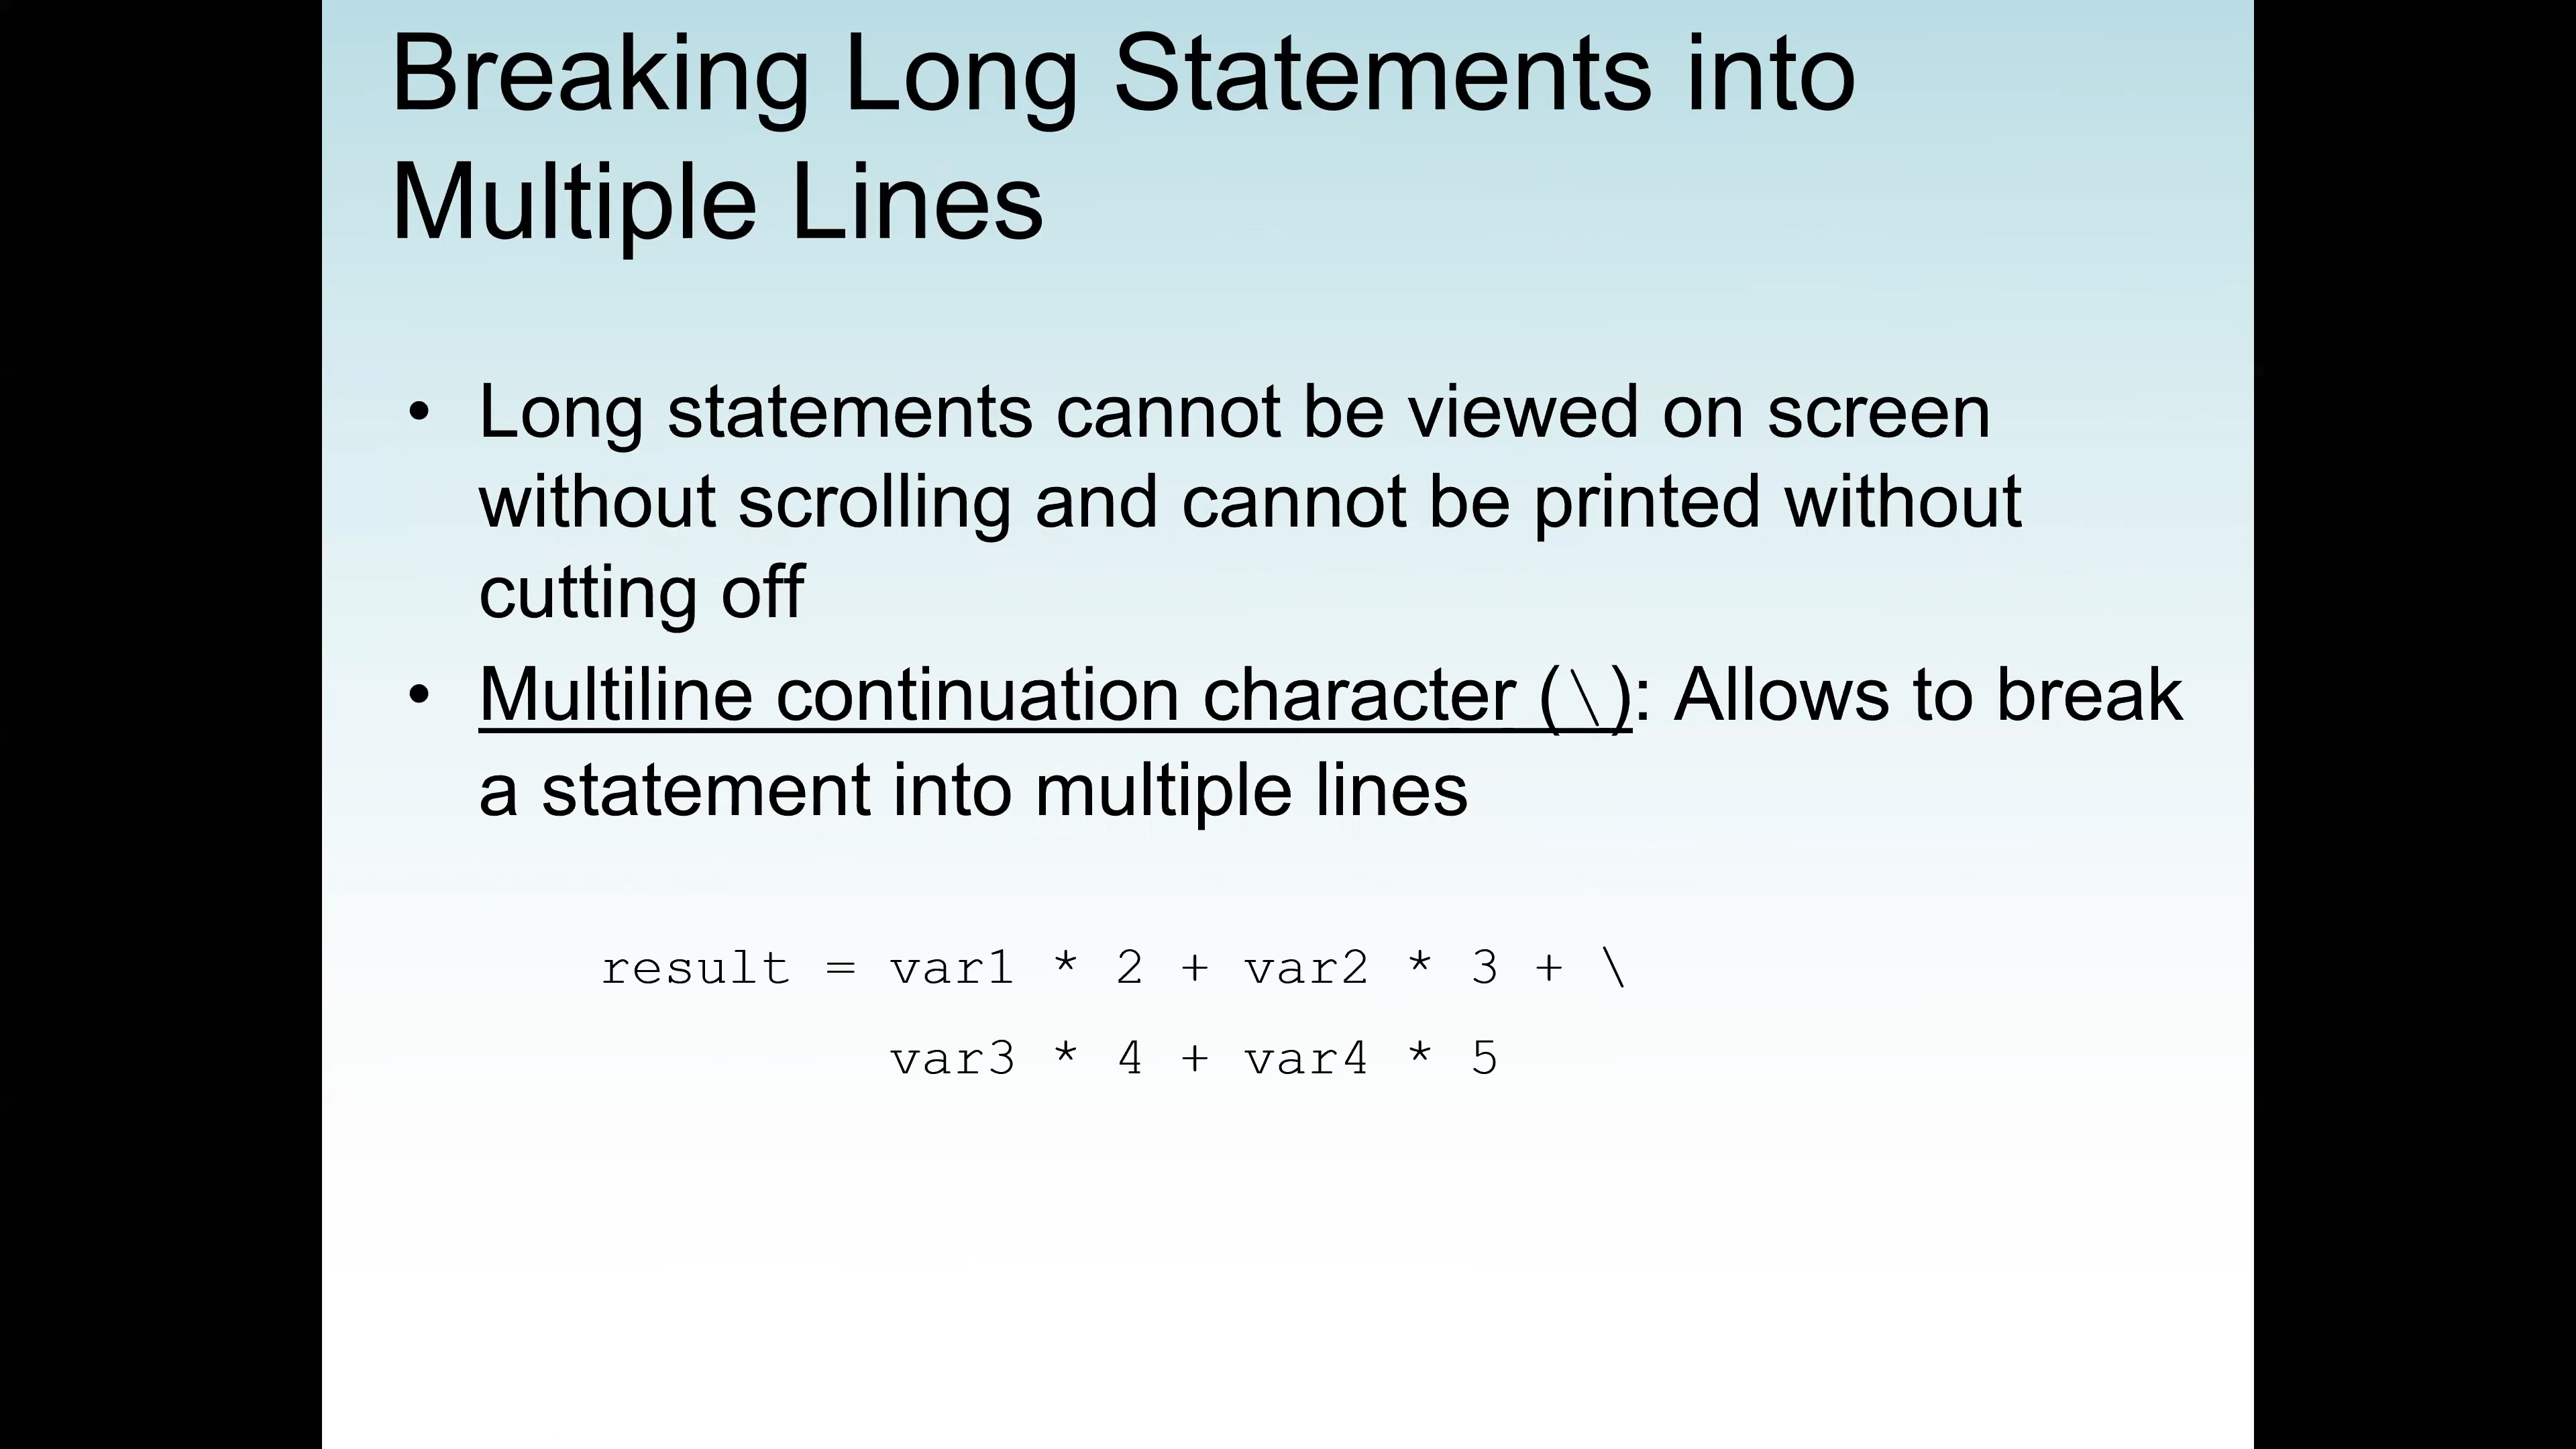 Breaking Long Statements into
Multiple Lines
• Long statements cannot be viewed on screen
without scrolling and cannot be printed without
cutting off
• Multiline continuation character (\): Allows to break
a statement into multiple lines
result = var1 * 2 + var2 * 3 + \
var3 * 4 + var4 * 5